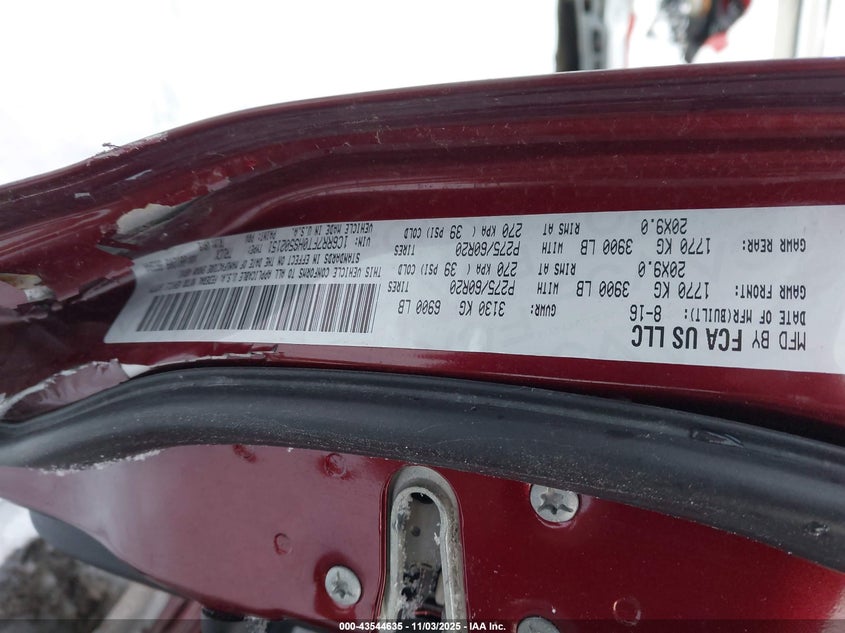 MFD BY FCA US LLC
DATE OF MFR(BUILT): 8-16 GVWR: 3130 KG 6900 LB
GAWR FRONT: 1770 KG 3900 LB WITH P275/60R20 TIRES
20X9.0 RIMS AT 270 KPA ( 39 PSI) COLD
GAWR REAR: 1770 KG 3900 LB WITH P275/60R20 TIRES
20X9.0 RIMS AT 270 KPA ( 39 PSI) COLD
THIS VEHICLE CONFORMS TO ALL APPLICABLE U.S.A. FEDERAL MOTOR VEHICLE SAFETY
STANDARDS IN EFFECT ON THE DATE OF MANUFACTURE SHOWN ABOVE.
VIN: 1C6RR7FT0HS502151 TYPE: TRUCK
VEHICLE MADE IN U.S.A. PAINT:
000-43544635 - 11/03/2025 - IAA Inc.